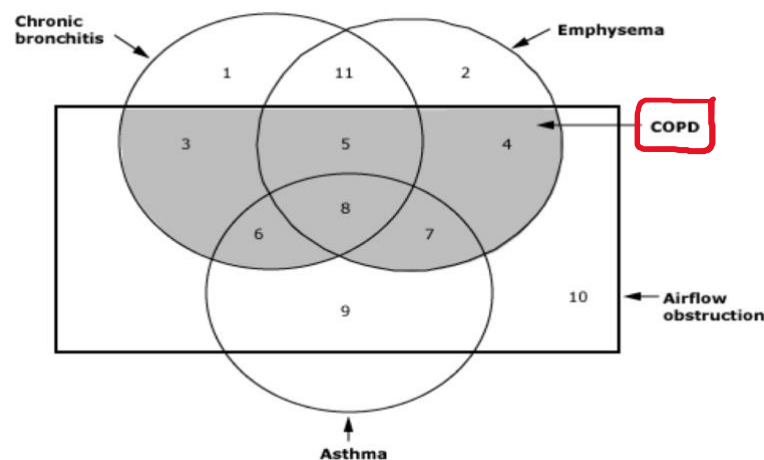 Chronic
bronchitis
Emphysema
1
11
2
COPD
3
5
4
8
6
7
9
10
Airflow
obstruction
Asthma